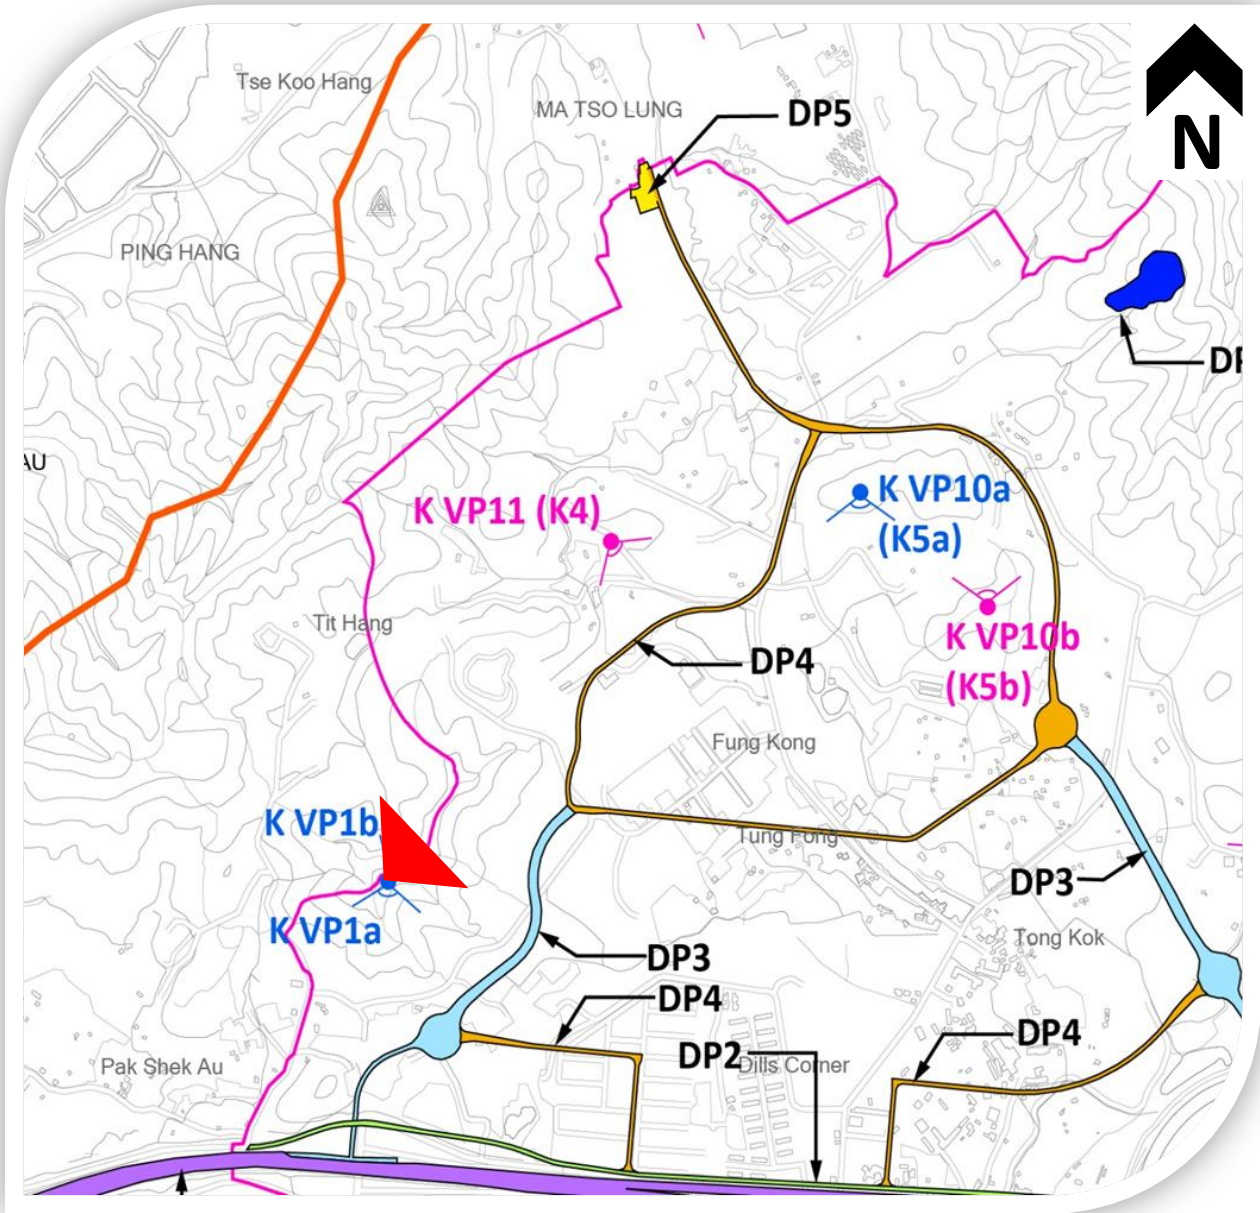 Tse Koo Hang
MA TSO LUNG
DP5
N
PING HANG
DP
AU
K VP11 (K4)
K VP10a
(K5a)
Tit Hang
K VP10b
(K5b)
DP4
Fung Kong
K VP1b
Tung Fong
DP3
K VP1a
Tong Kok
DP3
DP4
DP4
DP2
Dills Corner
Pak Shek Au